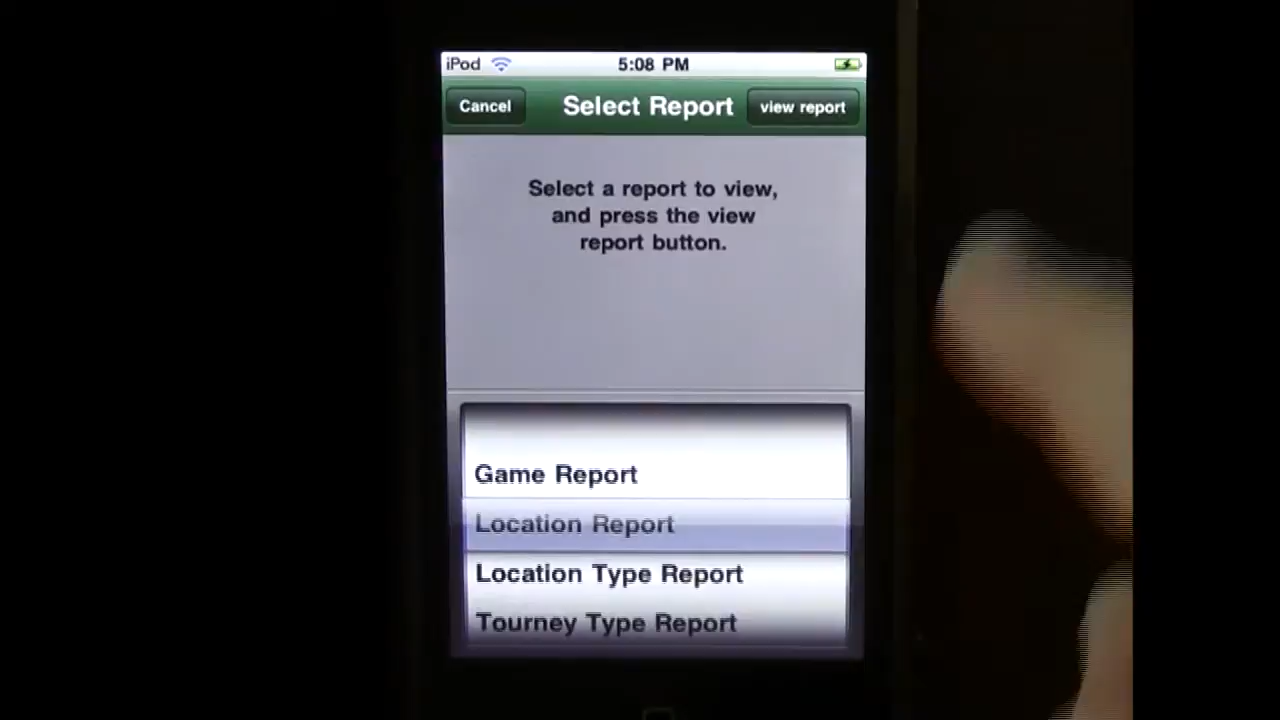 iPod 5:08 PM
Cancel Select Report view report
Select a report to view,
and press the view
report button.
Game Report
Location Report
Location Type Report
Tourney Type Report